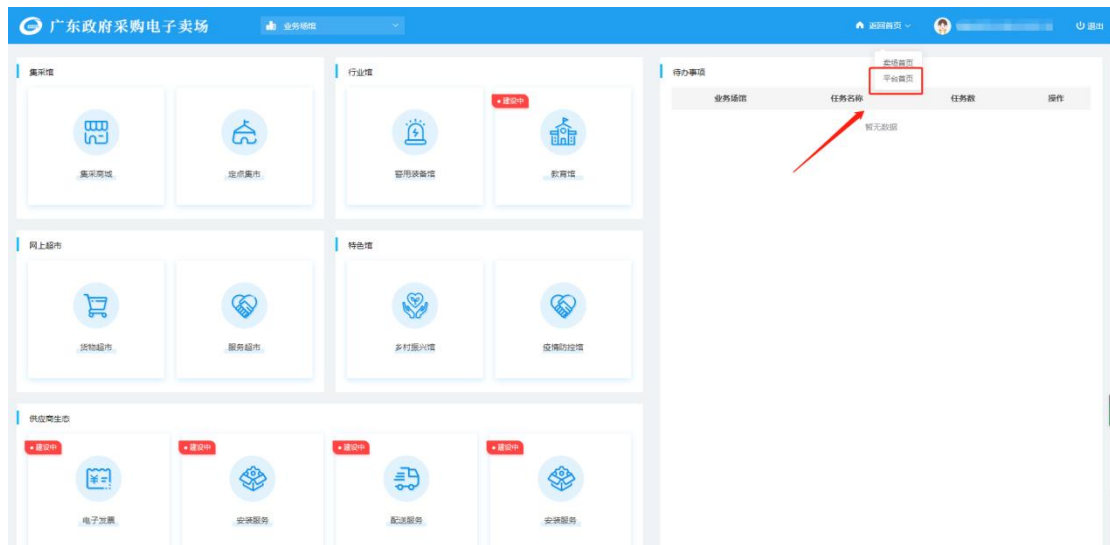 广东政府采购电子卖场
业务场馆
返回首页
退出
卖场首页
平台首页
集采馆
集采商城
定点集市
行业馆
建设中
警用装备馆
教育馆
待办事项
业务场馆 任务名称 任务数 操作
暂无数据
网上超市
货物超市
服务超市
特色馆
乡村振兴馆
疫情防控馆
供应商生态
建设中 建设中 建设中 建设中
电子发票 安装服务 配送服务 安装服务